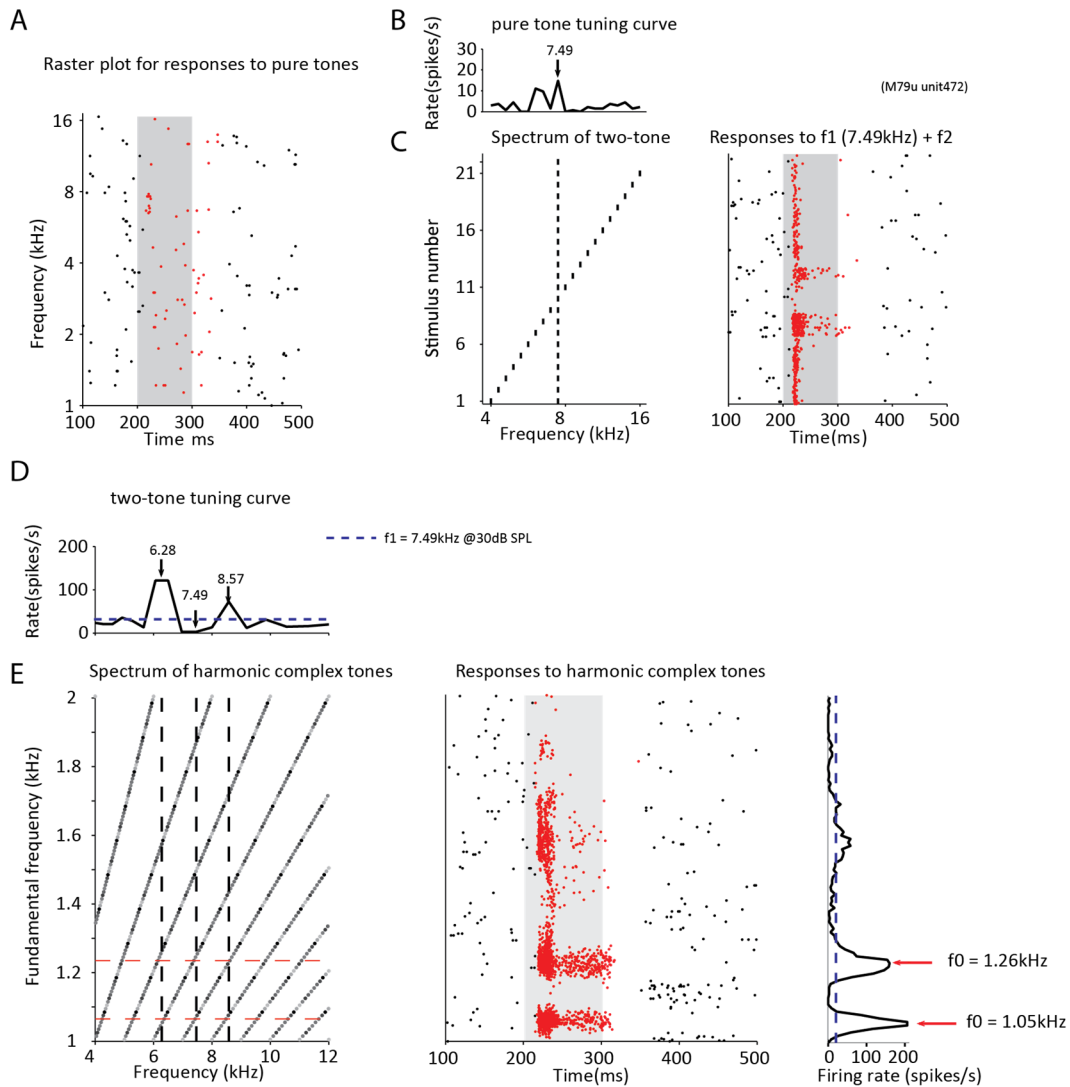 A
Raster plot for responses to pure tones
Frequency (kHz)
16
8
4
2
1
100 200 300 400 500
Time ms
B
pure tone tuning curve
Rate(spikes/s)
30
20
10
0
7.49
(M79u unit472)
C
Spectrum of two-tone
Stimulus number
21
16
11
6
1
4 8 16
Frequency (kHz)
Responses to f1 (7.49kHz) + f2
100 200 300 400 500
Time(ms)
D
two-tone tuning curve
Rate(spikes/s)
200
100
0
6.28
7.49
8.57
f1 = 7.49kHz @30dB SPL
E
Spectrum of harmonic complex tones
Fundamental frequency (kHz)
2
1.8
1.6
1.4
1.2
1
4 6 8 10 12
Frequency (kHz)
Responses to harmonic complex tones
100 200 300 400 500
Time(ms)
f0 = 1.26kHz
f0 = 1.05kHz
0 100 200
Firing rate (spikes/s)